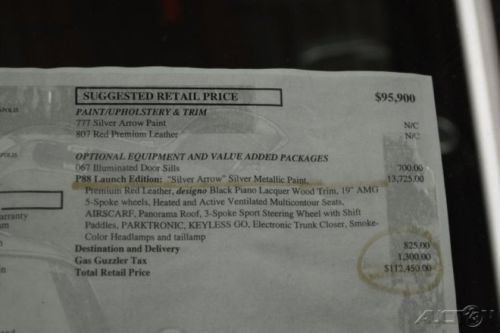 SUGGESTED RETAIL PRICE $95,900
PAINT/UPHOLSTERY & TRIM
777 Silver Arrow Paint N/C
807 Red Premium Leather N/C
OPTIONAL EQUIPMENT AND VALUE ADDED PACKAGES
067 Illuminated Door Sills 700.00
P88 Launch Edition: "Silver Arrow" Silver Metallic Paint, 13,725.00
Premium Red Leather, designo Black Piano Lacquer Wood Trim, 19" AMG
5-Spoke wheels, Heated and Active Ventilated Multicontour Seats,
AIRSCARF, Panorama Roof, 3-Spoke Sport Steering Wheel with Shift
Paddles, PARKTRONIC, KEYLESS GO, Electronic Trunk Closer, Smoke-
Color Headlamps and taillamp
Destination and Delivery 825.00
Gas Guzzler Tax 1,300.00
Total Retail Price $112,450.00